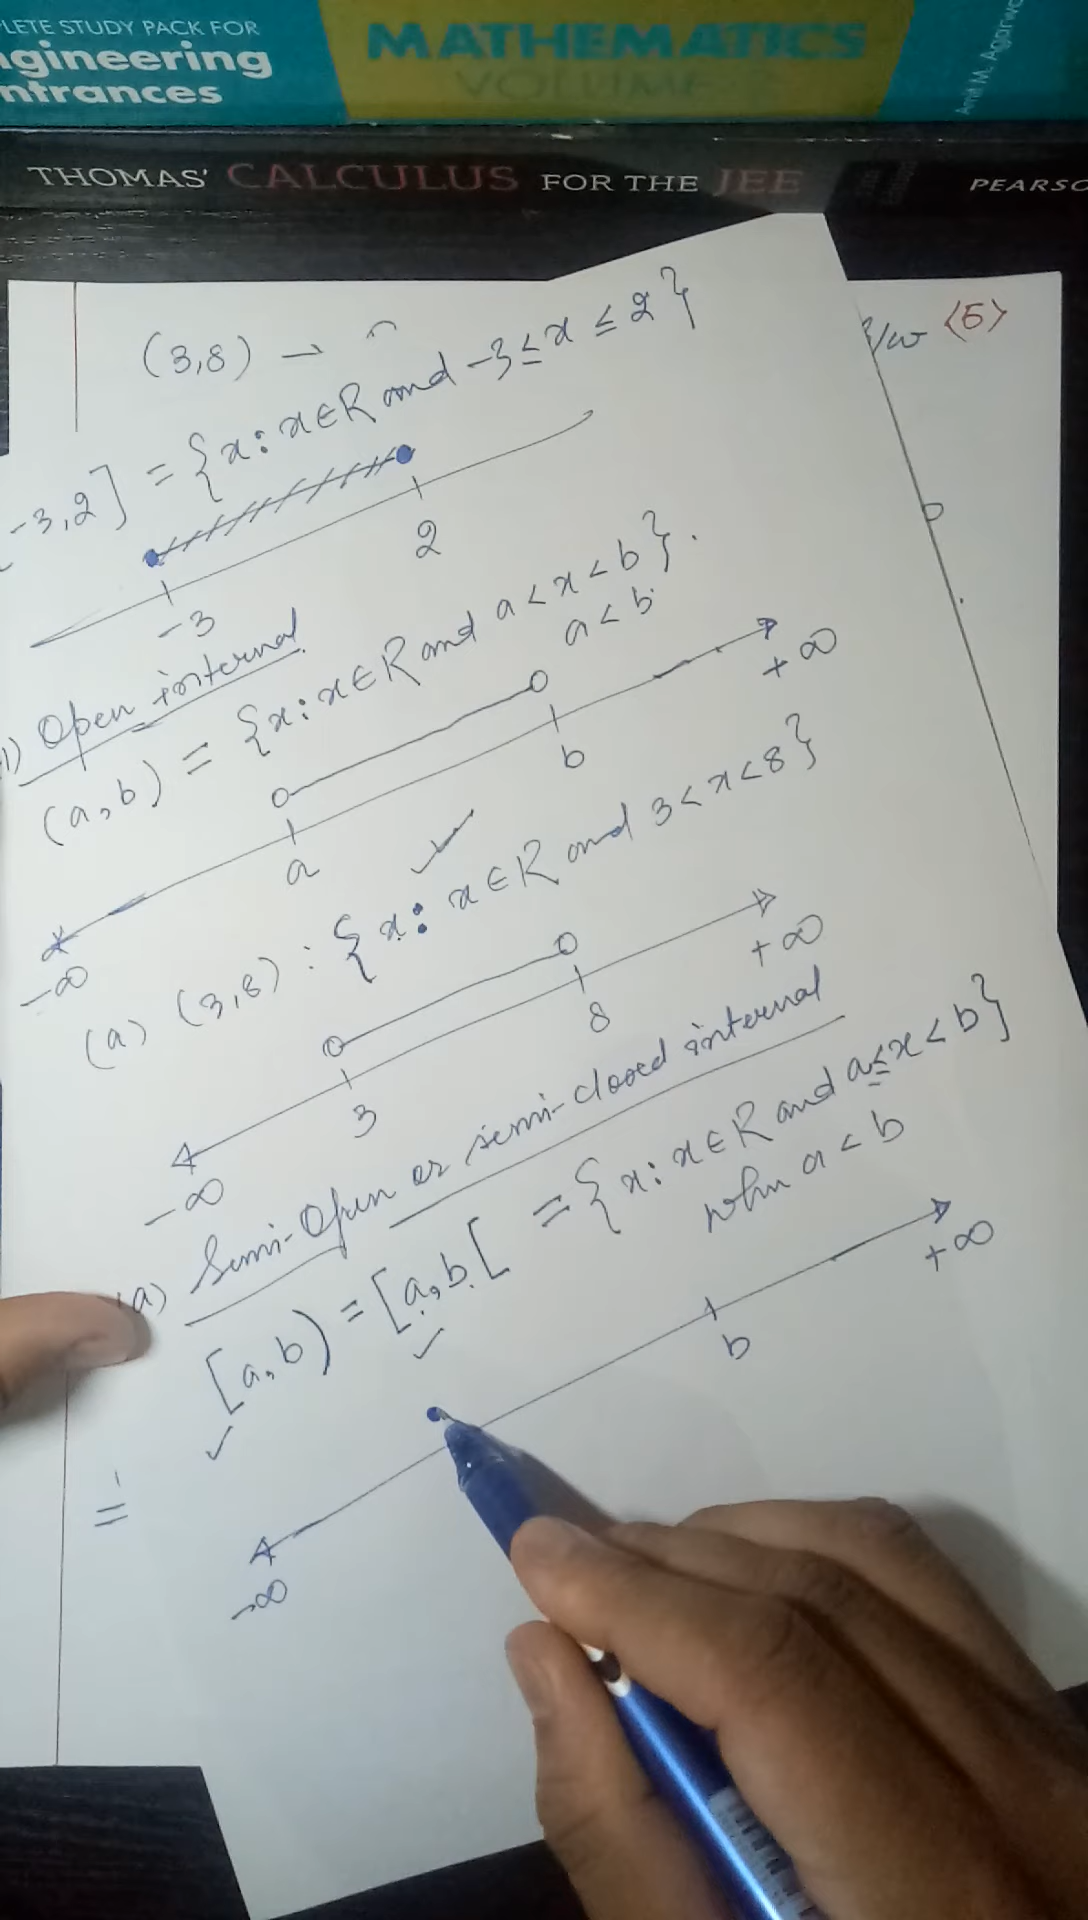 LETE STUDY PACK FOR
gineering
ntrances
MATHEMATICS
VOLUME
Amit M. Agarwal
THOMAS' CALCULUS FOR THE JEE
PEARSO
(3,8) →
<5>
-3,2] = {x : x ∈ R and -3 ≤ x ≤ 2}
-3 2
1) Open interval
(a, b) = {x : x ∈ R and a < x < b}.
a < b
-∞ a b +∞
(a) (3,8) : {x : x ∈ R and 3 < x < 8}
-∞ 3 8 +∞
(a) Semi-Open or semi-closed interval
[a, b) = [a, b[ = {x : x ∈ R and a ≤ x < b}
when a < b
b +∞
=
-∞